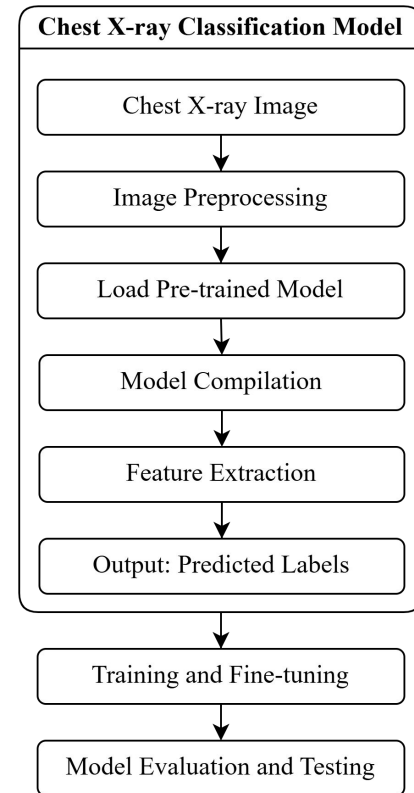 Chest X-ray Classification Model
Chest X-ray Image
Image Preprocessing
Load Pre-trained Model
Model Compilation
Feature Extraction
Output: Predicted Labels
Training and Fine-tuning
Model Evaluation and Testing